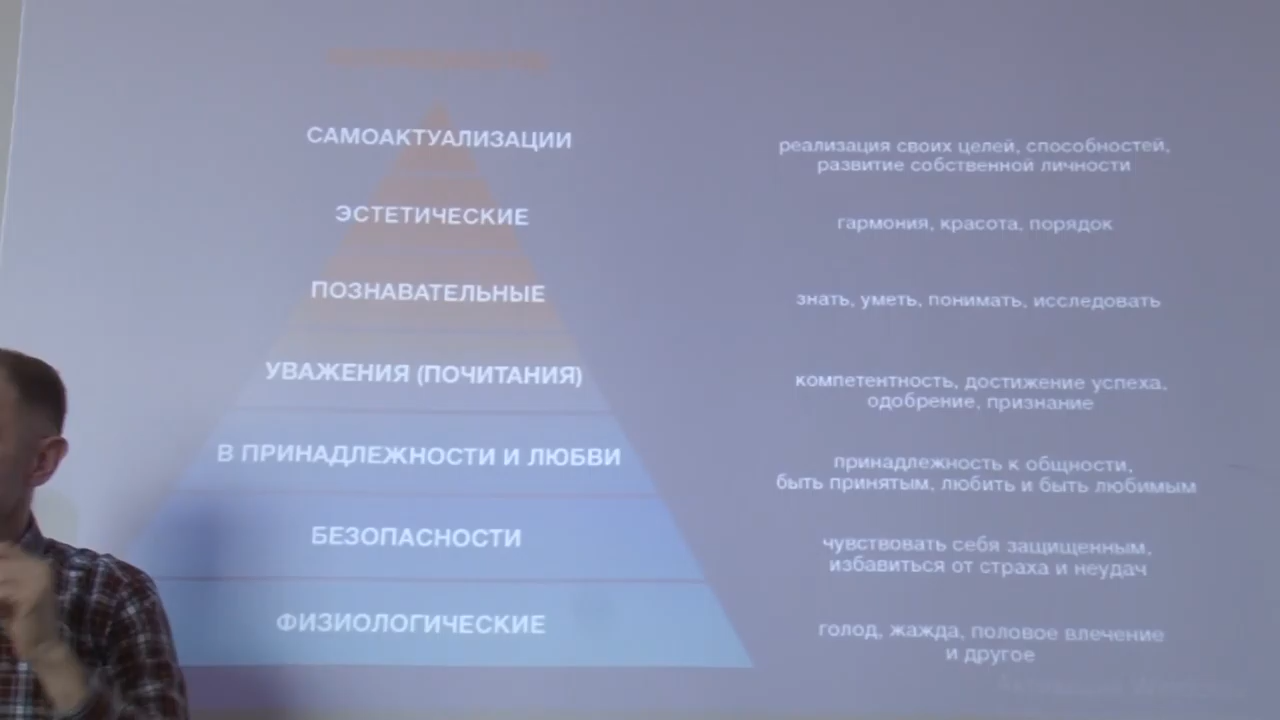 САМОАКТУАЛИЗАЦИИ
реализация своих целей, способностей,
развитие собственной личности
ЭСТЕТИЧЕСКИЕ
гармония, красота, порядок
ПОЗНАВАТЕЛЬНЫЕ
знать, уметь, понимать, исследовать
УВАЖЕНИЯ (ПОЧИТАНИЯ)
компетентность, достижение успеха,
одобрение, признание
В ПРИНАДЛЕЖНОСТИ И ЛЮБВИ
принадлежность к общности,
быть принятым, любить и быть любимым
БЕЗОПАСНОСТИ
чувствовать себя защищенным,
избавиться от страха и неудач
ФИЗИОЛОГИЧЕСКИЕ
голод, жажда, половое влечение
и другое